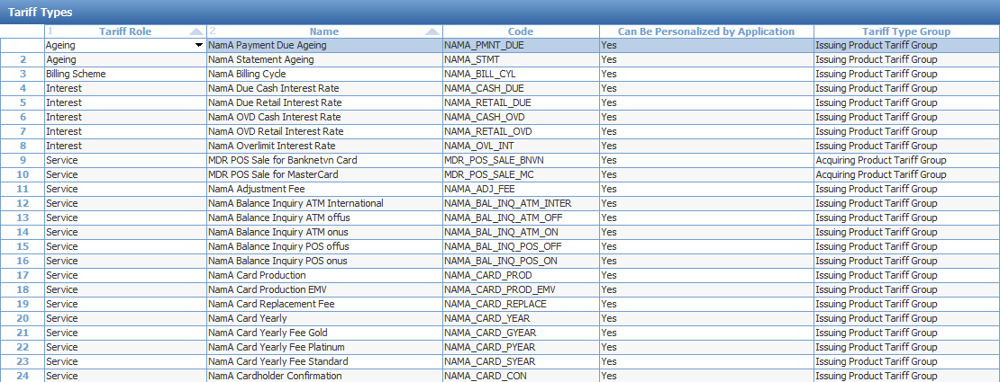 Tariff Types
1 Tariff Role 2 Name Code Can Be Personalized by Application Tariff Type Group
Ageing NamA Payment Due Ageing NAMA_PMNT_DUE Yes Issuing Product Tariff Group
2 Ageing NamA Statement Ageing NAMA_STMT Yes Issuing Product Tariff Group
3 Billing Scheme NamA Billing Cycle NAMA_BILL_CYL Yes Issuing Product Tariff Group
4 Interest NamA Due Cash Interest Rate NAMA_CASH_DUE Yes Issuing Product Tariff Group
5 Interest NamA Due Retail Interest Rate NAMA_RETAIL_DUE Yes Issuing Product Tariff Group
6 Interest NamA OVD Cash Interest Rate NAMA_CASH_OVD Yes Issuing Product Tariff Group
7 Interest NamA OVD Retail Interest Rate NAMA_RETAIL_OVD Yes Issuing Product Tariff Group
8 Interest NamA Overlimit Interest Rate NAMA_OVL_INT Yes Issuing Product Tariff Group
9 Service MDR POS Sale for Banknetvn Card MDR_POS_SALE_BNVN Yes Acquiring Product Tariff Group
10 Service MDR POS Sale for MasterCard MDR_POS_SALE_MC Yes Acquiring Product Tariff Group
11 Service NamA Adjustment Fee NAMA_ADJ_FEE Yes Issuing Product Tariff Group
12 Service NamA Balance Inquiry ATM International NAMA_BAL_INQ_ATM_INTER Yes Issuing Product Tariff Group
13 Service NamA Balance Inquiry ATM offus NAMA_BAL_INQ_ATM_OFF Yes Issuing Product Tariff Group
14 Service NamA Balance Inquiry ATM onus NAMA_BAL_INQ_ATM_ON Yes Issuing Product Tariff Group
15 Service NamA Balance Inquiry POS offus NAMA_BAL_INQ_POS_OFF Yes Issuing Product Tariff Group
16 Service NamA Balance Inquiry POS onus NAMA_BAL_INQ_POS_ON Yes Issuing Product Tariff Group
17 Service NamA Card Production NAMA_CARD_PROD Yes Issuing Product Tariff Group
18 Service NamA Card Production EMV NAMA_CARD_PROD_EMV Yes Issuing Product Tariff Group
19 Service NamA Card Replacement Fee NAMA_CARD_REPLACE Yes Issuing Product Tariff Group
20 Service NamA Card Yearly NAMA_CARD_YEAR Yes Issuing Product Tariff Group
21 Service NamA Card Yearly Fee Gold NAMA_CARD_GYEAR Yes Issuing Product Tariff Group
22 Service NamA Card Yearly Fee Platinum NAMA_CARD_PYEAR Yes Issuing Product Tariff Group
23 Service NamA Card Yearly Fee Standard NAMA_CARD_SYEAR Yes Issuing Product Tariff Group
24 Service NamA Cardholder Confirmation NAMA_CARD_CON Yes Issuing Product Tariff Group